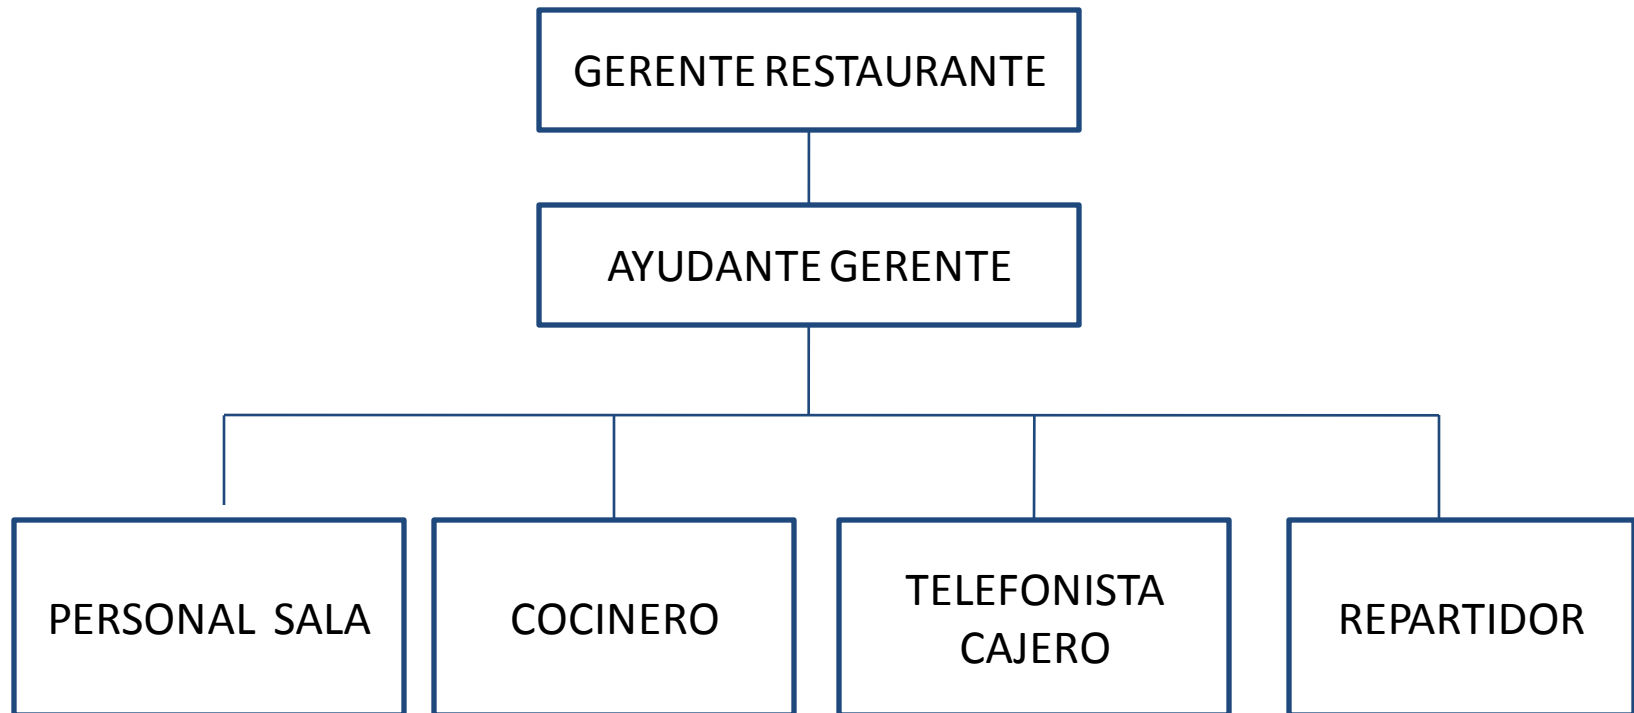 GERENTE RESTAURANTE
AYUDANTE GERENTE
PERSONAL SALA
COCINERO
TELEFONISTA
CAJERO
REPARTIDOR